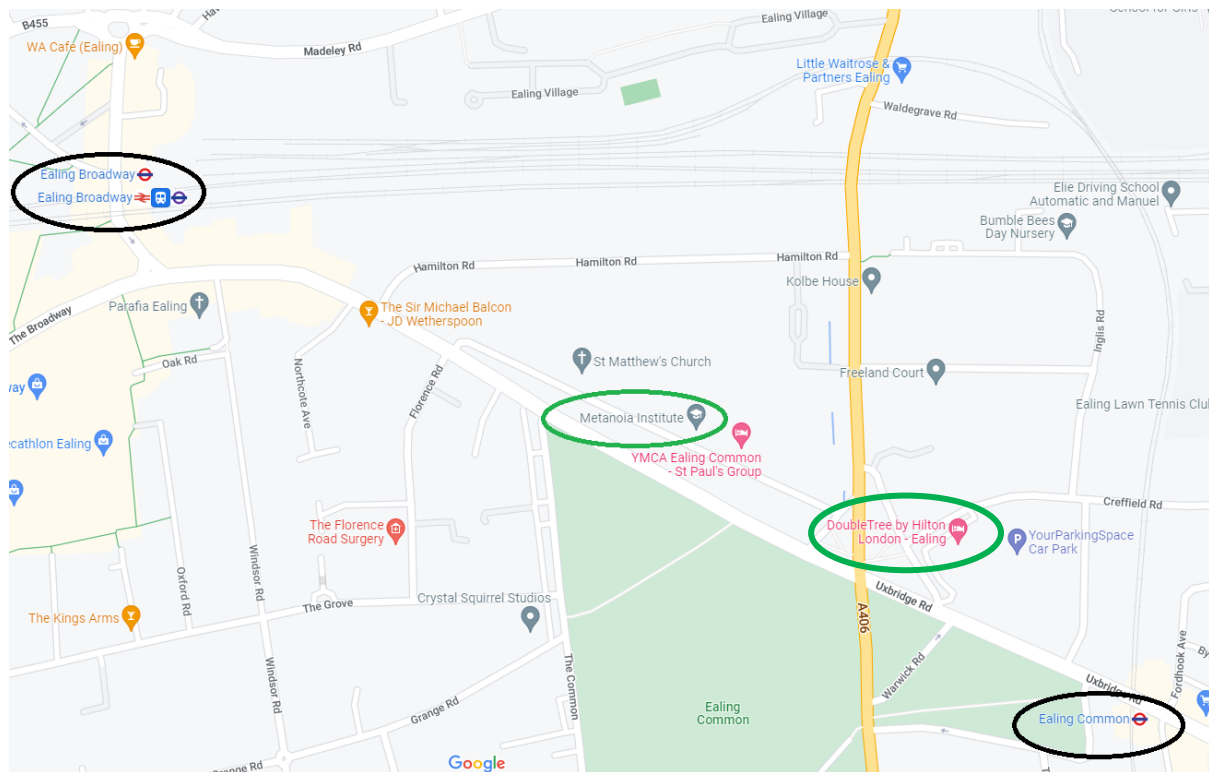 B455
Ealing Village
WA Café (Ealing)
Madeley Rd
Little Waitrose &
Partners Ealing
Ealing Village
Waldegrave Rd
Ealing Broadway
Ealing Broadway
Elie Driving School
Automatic and Manuel
Bumble Bees
Day Nursery
Hamilton Rd
Hamilton Rd
Hamilton Rd
Kolbe House
Parafia Ealing
The Sir Michael Balcon
- JD Wetherspoon
The Broadway
Inglis Rd
Oak Rd
St Matthew's Church
Freeland Court
Northcote Ave
Florence Rd
Ealing Lawn Tennis Clu
Metanoia Institute
ecathlon Ealing
YMCA Ealing Common
- St Paul's Group
Creffield Rd
The Florence
Road Surgery
DoubleTree by Hilton
London - Ealing
YourParkingSpace
Car Park
Oxford Rd
Windsor Rd
Uxbridge Rd
Crystal Squirrel Studios
The Grove
The Kings Arms
A406
Fordhook Ave
Windsor Rd
The Common
Warwick Rd
Uxbridge Rd
Grange Rd
Ealing
Common
Ealing Common
Google